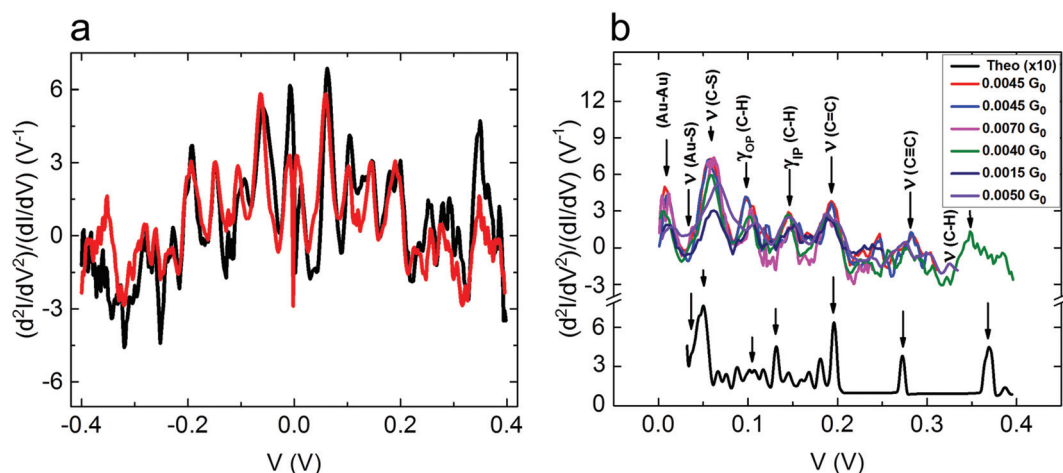 a
(d²I/dV²)/(dI/dV) (V⁻¹)
6
3
0
-3
-6
-0.4
-0.2
0.0
0.2
0.4
V (V)
b
(d²I/dV²)/(dI/dV) (V⁻¹)
12
9
6
3
0
-3
6
3
0
ν (Au-Au)
ν (Au-S)
ν (C-S)
γOP (C-H)
γIP (C-H)
ν (C=C)
ν (C≡C)
ν (C-H)
Theo (x10)
0.0045 G₀
0.0045 G₀
0.0070 G₀
0.0040 G₀
0.0015 G₀
0.0050 G₀
0.0
0.1
0.2
0.3
0.4
V (V)